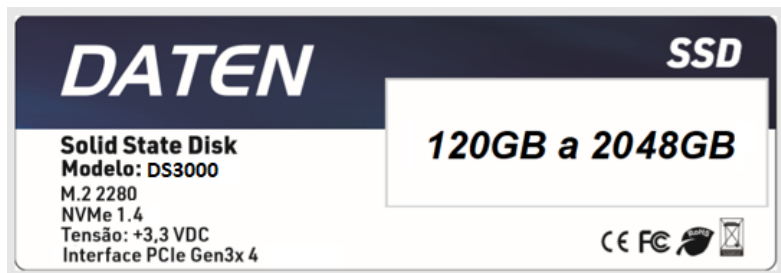 DATEN
SSD
120GB a 2048GB
Solid State Disk
Modelo: DS3000
M.2 2280
NVMe 1.4
Tensão: +3,3 VDC
Interface PCIe Gen3x 4
CE FC RoHS